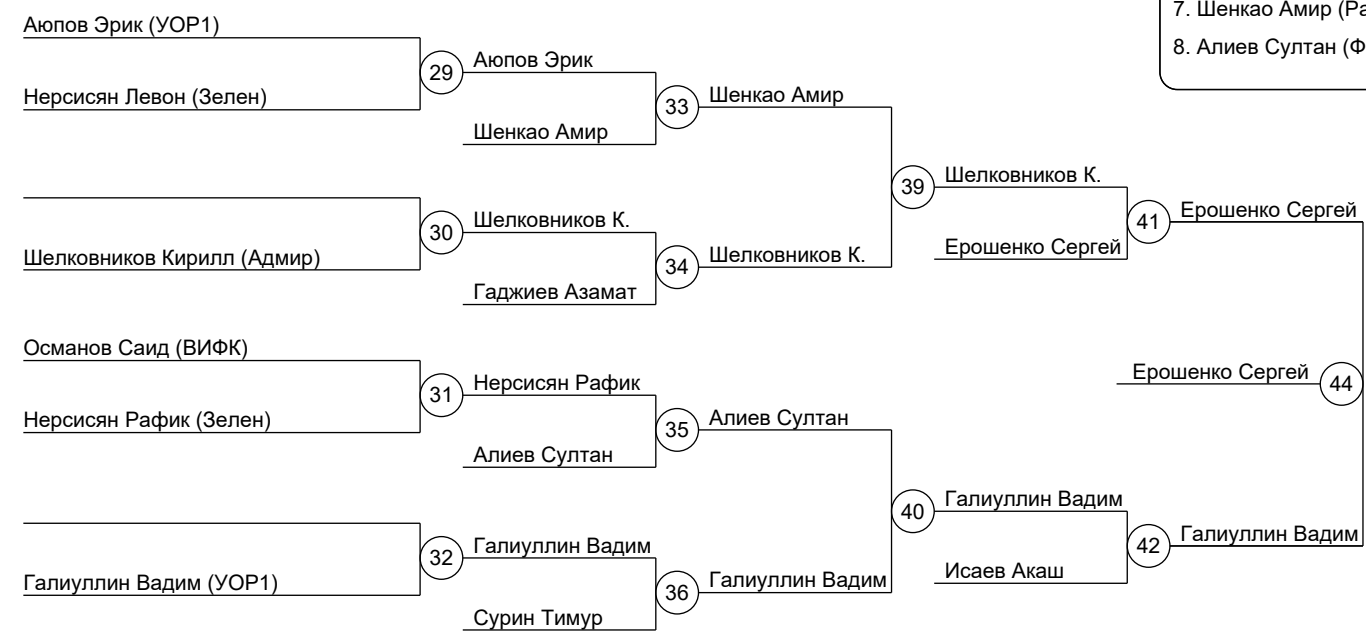 7. Шенкао Амир
8. Алиев Султан
Аюпов Эрик (УОР1)
29
Аюпов Эрик
Нерсисян Левон (Зелен)
33
Шенкао Амир
Шенкао Амир
39
Шелковников К.
30
Шелковников К.
Шелковников Кирилл (Адмир)
34
Шелковников К.
Гаджиев Азамат
41
Ерошенко Сергей
Ерошенко Сергей
Османов Саид (ВИФК)
31
Нерсисян Рафик
Нерсисян Рафик (Зелен)
35
Алиев Султан
Алиев Султан
Ерошенко Сергей
44
40
Галиуллин Вадим
32
Галиуллин Вадим
Галиуллин Вадим (УОР1)
36
Галиуллин Вадим
Сурин Тимур
42
Галиуллин Вадим
Исаев Акаш